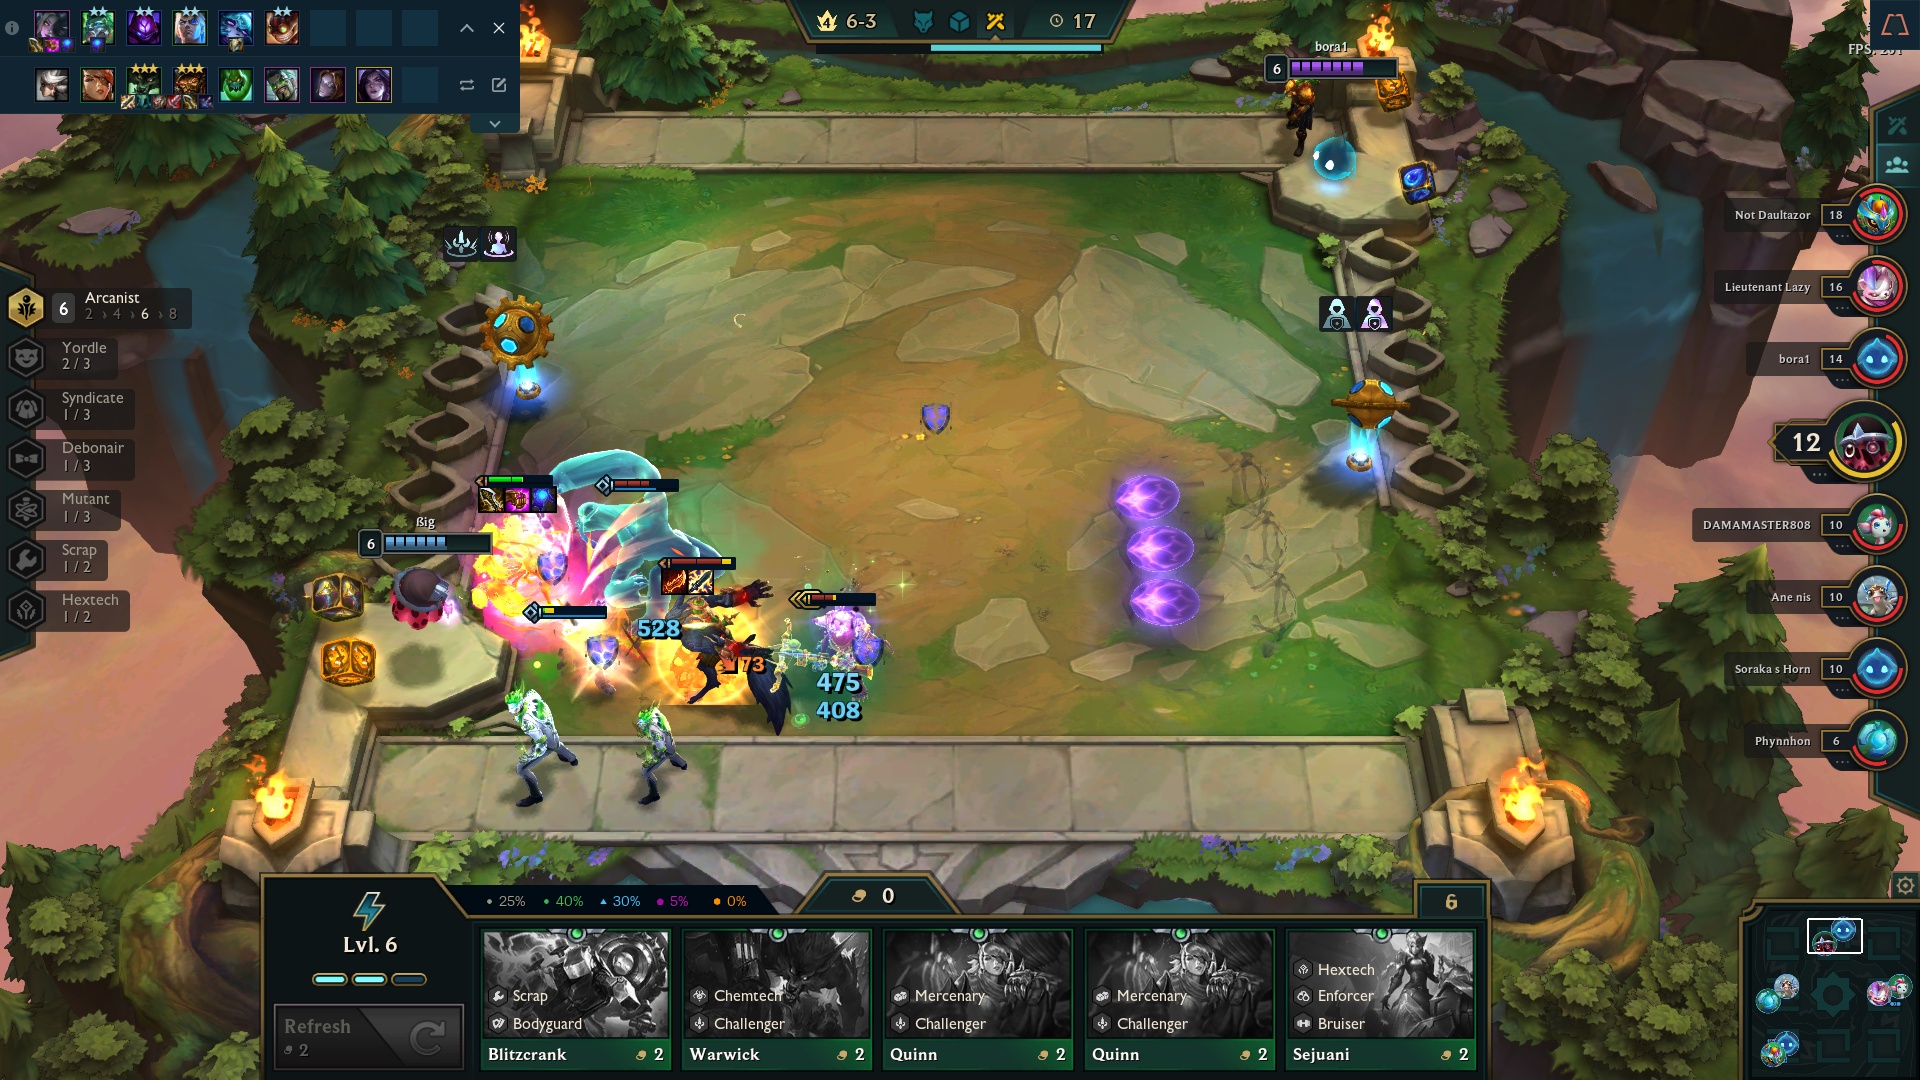 4
6-3
17
FPS: 201
bora1
6
Not Daultazor
18
Lieutenant Lazy
16
bora1
14
12
DAMAMASTER808
10
Ane nis
10
Soraka s Horn
10
Phynnhon
6
6
Arcanist
2 › 4 › 6 › 8
Yordle
2 / 3
Syndicate
1 / 3
Debonair
1 / 3
Mutant
1 / 3
Scrap
1 / 2
Hextech
1 / 2
ßig
6
528
73
475
408
25% 40% 30% 5% 0%
0
6
Lvl. 6
Refresh
2
Scrap
Bodyguard
Blitzcrank 2
Chemtech
Challenger
Warwick 2
Mercenary
Challenger
Quinn 2
Mercenary
Challenger
Quinn 2
Hextech
Enforcer
Bruiser
Sejuani 2